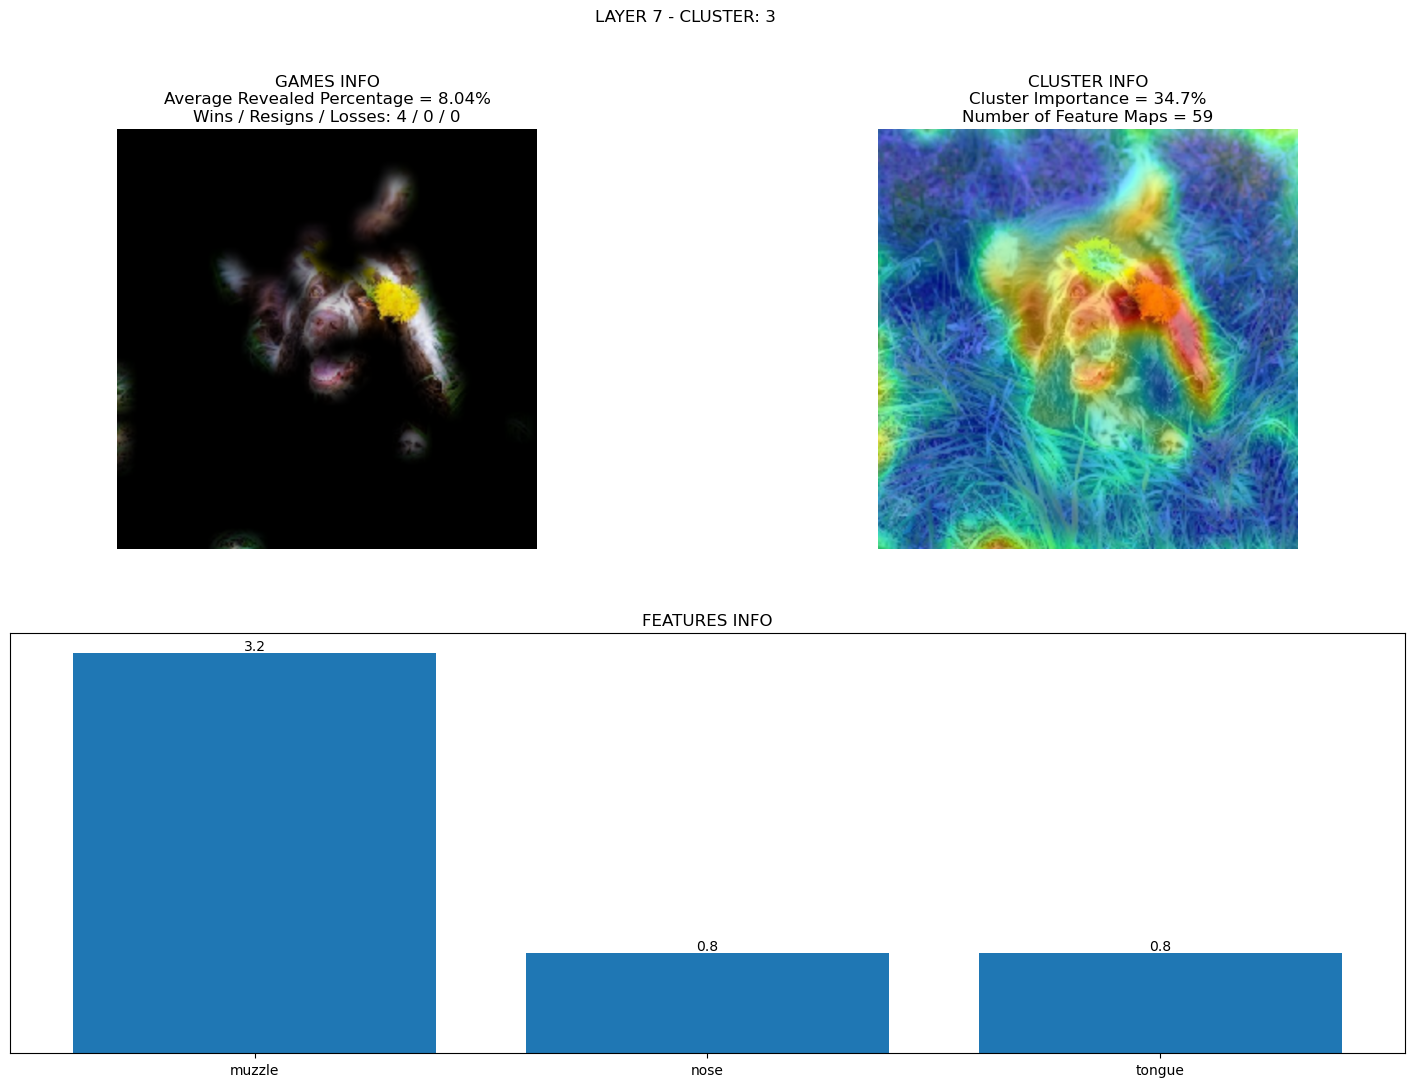 LAYER 7 - CLUSTER: 3
GAMES INFO
Average Revealed Percentage = 8.04%
Wins / Resigns / Losses: 4 / 0 / 0
CLUSTER INFO
Cluster Importance = 34.7%
Number of Feature Maps = 59
FEATURES INFO
3.2
0.8
0.8
muzzle
nose
tongue